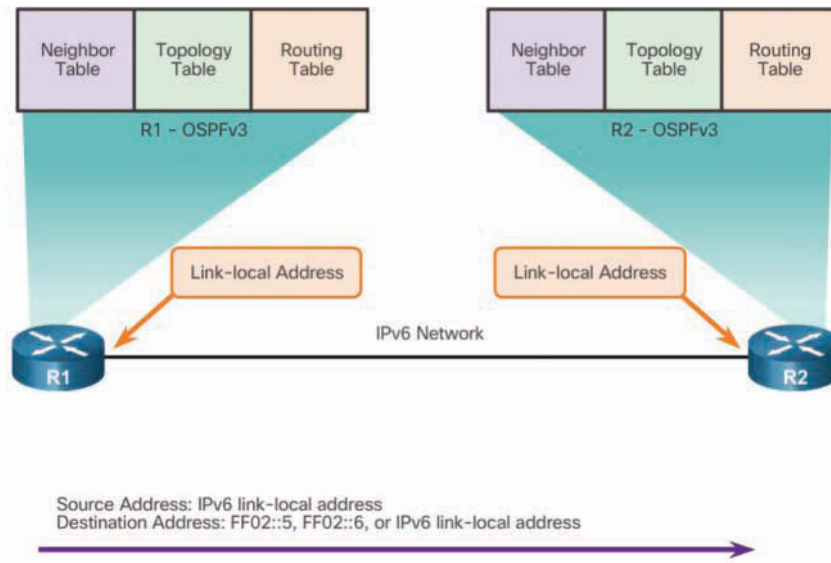 Neighbor
Table
Topology
Table
Routing
Table
R1 - OSPFv3
Neighbor
Table
Topology
Table
Routing
Table
R2 - OSPFv3
Link-local Address
Link-local Address
IPv6 Network
R1
R2
Source Address: IPv6 link-local address
Destination Address: FF02::5, FF02::6, or IPv6 link-local address